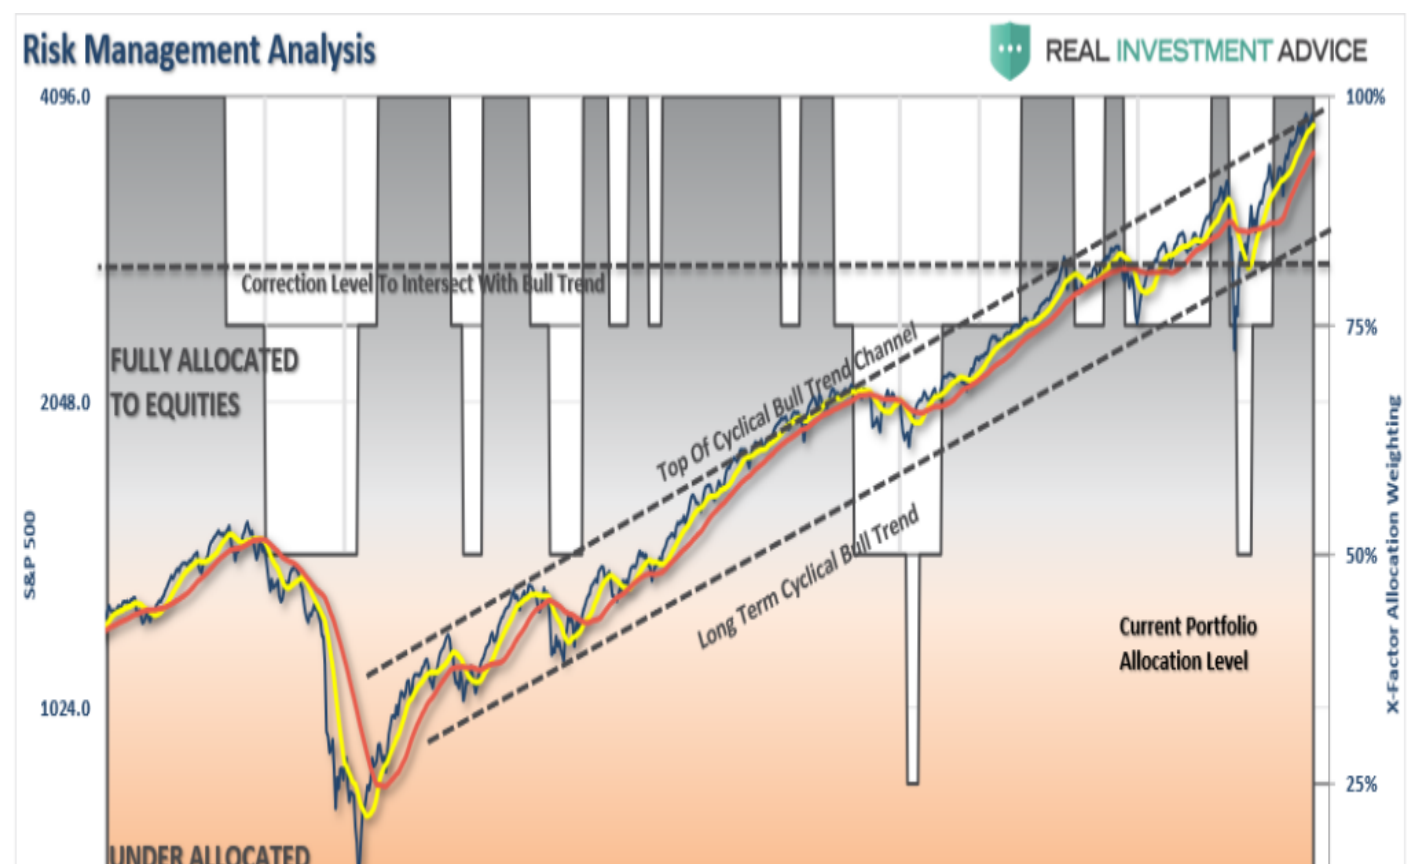 Risk Management Analysis
REAL INVESTMENT ADVICE
4096.0
100%
Correction Level To Intersect With Bull Trend
75%
FULLY ALLOCATED
TO EQUITIES
2048.0
Top Of Cyclical Bull Trend Channel
Long Term Cyclical Bull Trend
S&P 500
50%
X-Factor Allocation Weighting
Current Portfolio
Allocation Level
1024.0
25%
UNDER ALLOCATED